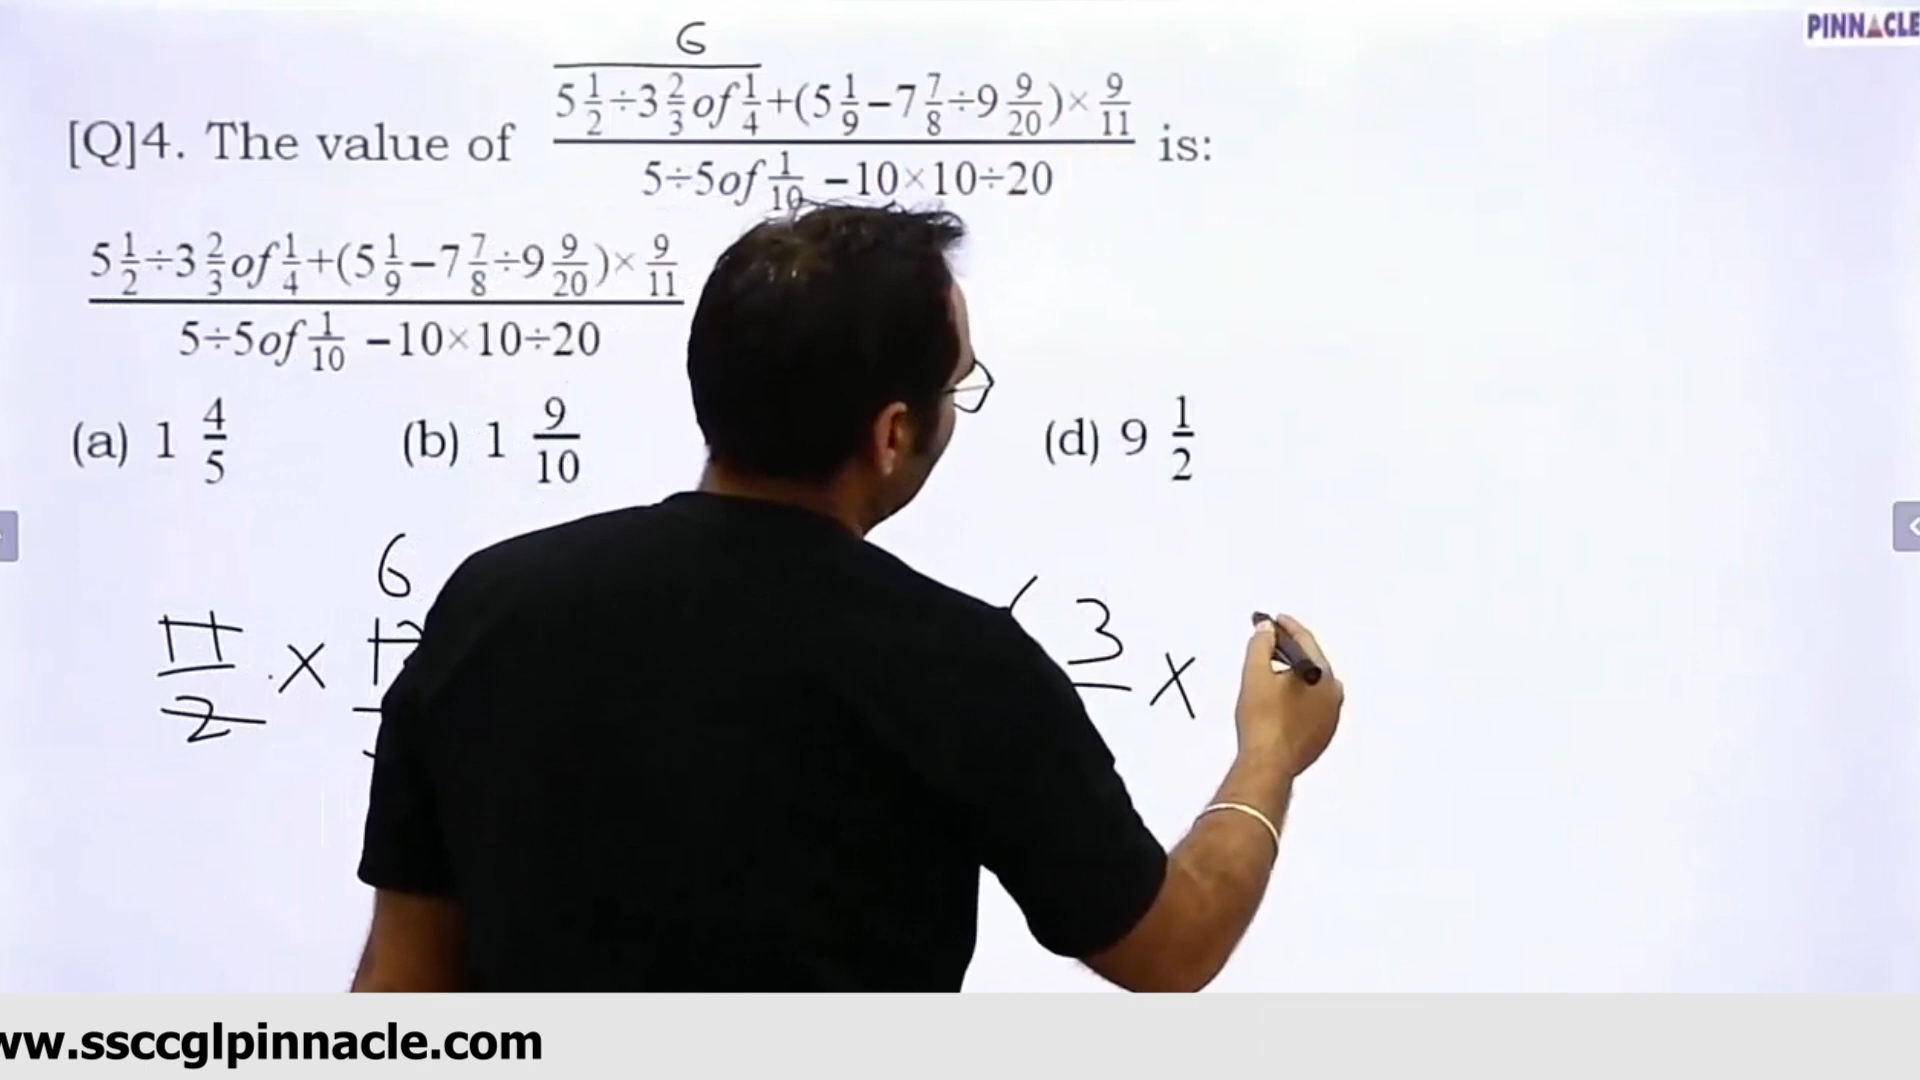 PINNACLE
6
[Q]4. The value of 5 1/2÷3 2/3 of 1/4+(5 1/9−7 7/8÷9 9/20)×9/11 / 5÷5 of 1/10 −10×10÷20 is:
5 1/2÷3 2/3 of 1/4+(5 1/9−7 7/8÷9 9/20)×9/11
5÷5 of 1/10 −10×10÷20
(a) 1 4/5 (b) 1 9/10 (d) 9 1/2
6
11/2 × 63 ×
ww.ssccglpinnacle.com